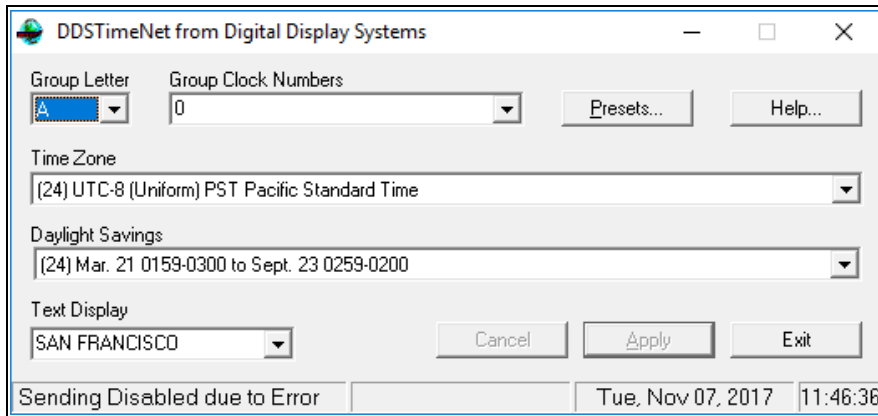 DDSTimeNet from Digital Display Systems
Group Letter Group Clock Numbers
A 0 Presets... Help...
Time Zone
(24) UTC-8 (Uniform) PST Pacific Standard Time
Daylight Savings
(24) Mar. 21 0159-0300 to Sept. 23 0259-0200
Text Display
SAN FRANCISCO Cancel Apply Exit
Sending Disabled due to Error Tue, Nov 07, 2017 11:46:36